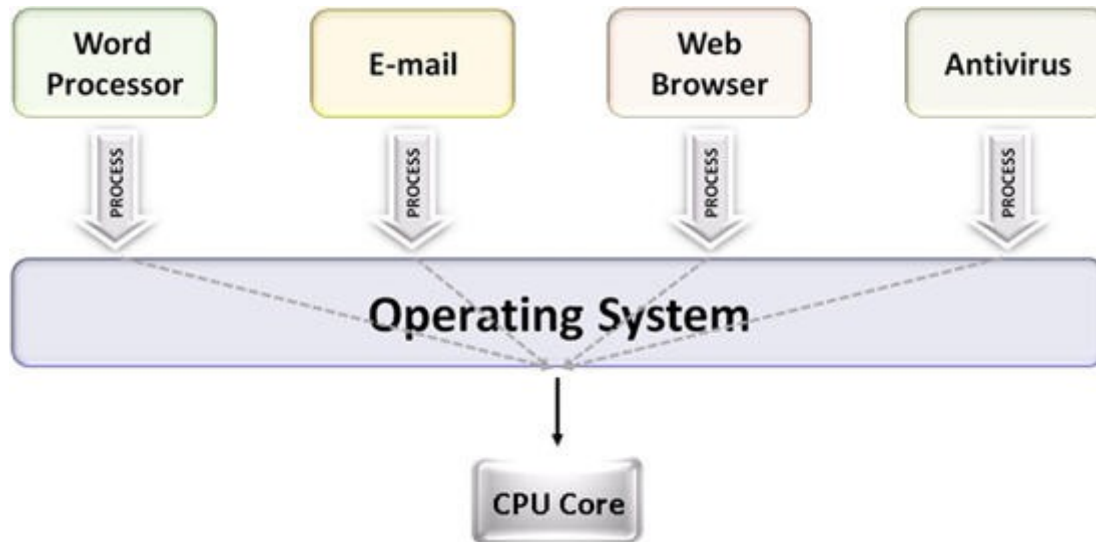 Word
Processor
E-mail
Web
Browser
Antivirus
PROCESS
PROCESS
PROCESS
PROCESS
Operating System
CPU Core